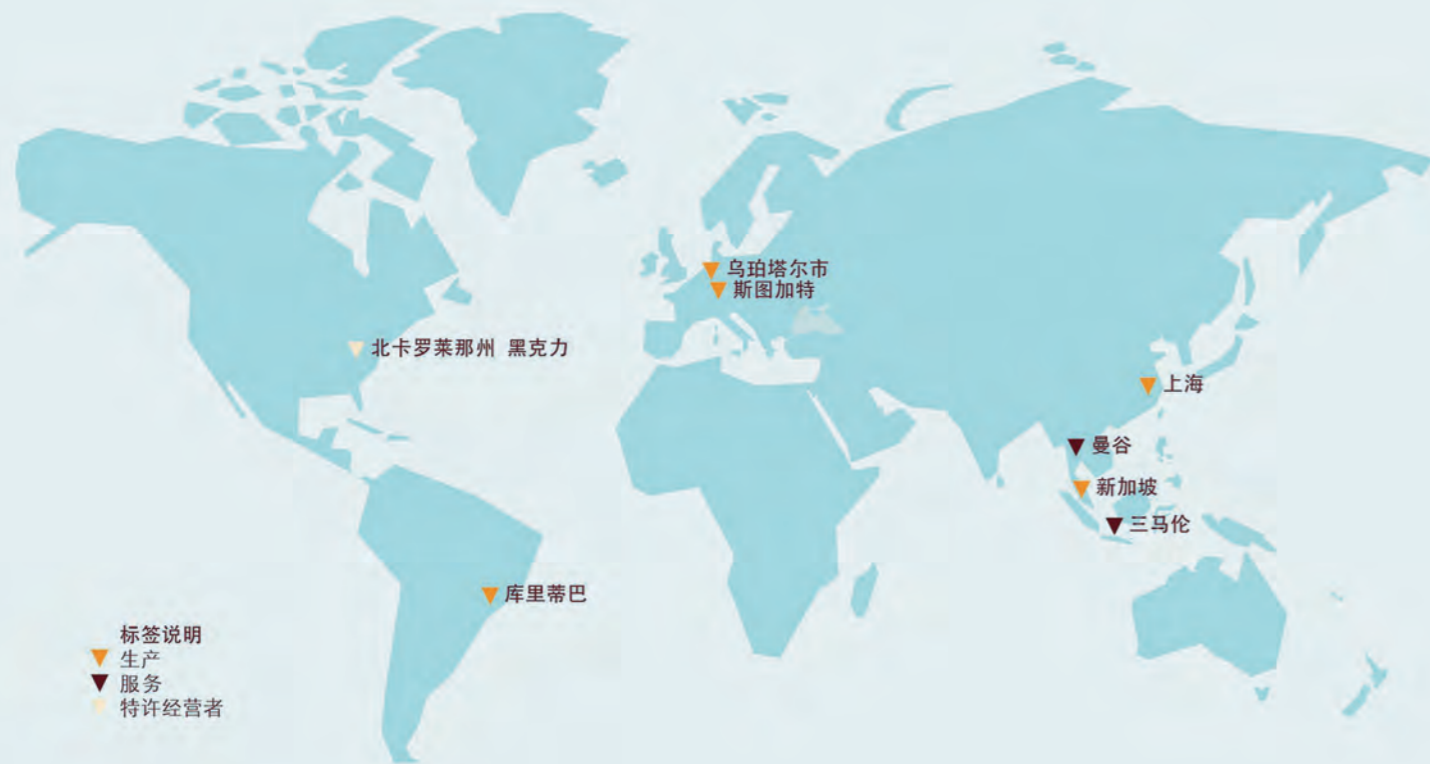 乌珀塔尔市
斯图加特
北卡罗莱那州 黑克力
上海
曼谷
新加坡
三马伦
库里蒂巴
标签说明
生产
服务
特许经营者